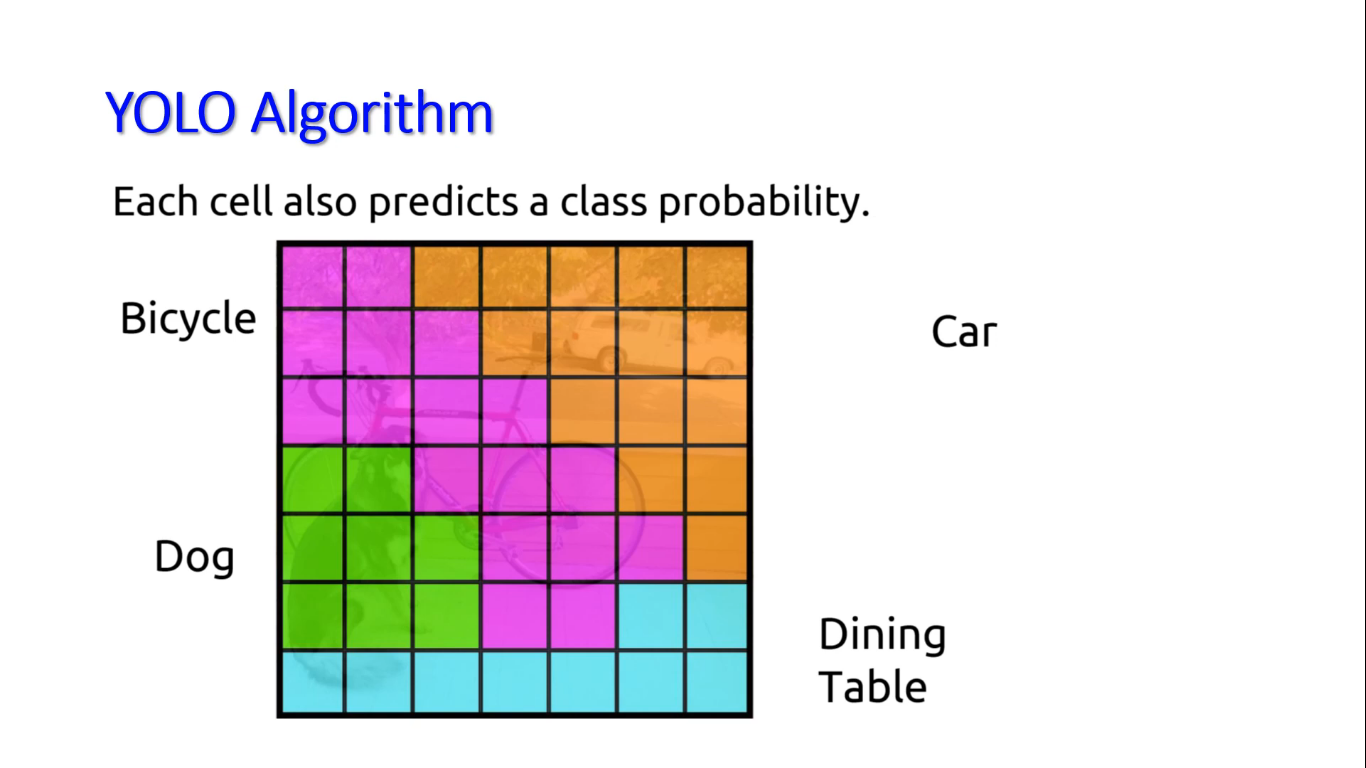 YOLO Algorithm
Each cell also predicts a class probability.
Bicycle
Car
Dog
Dining
Table